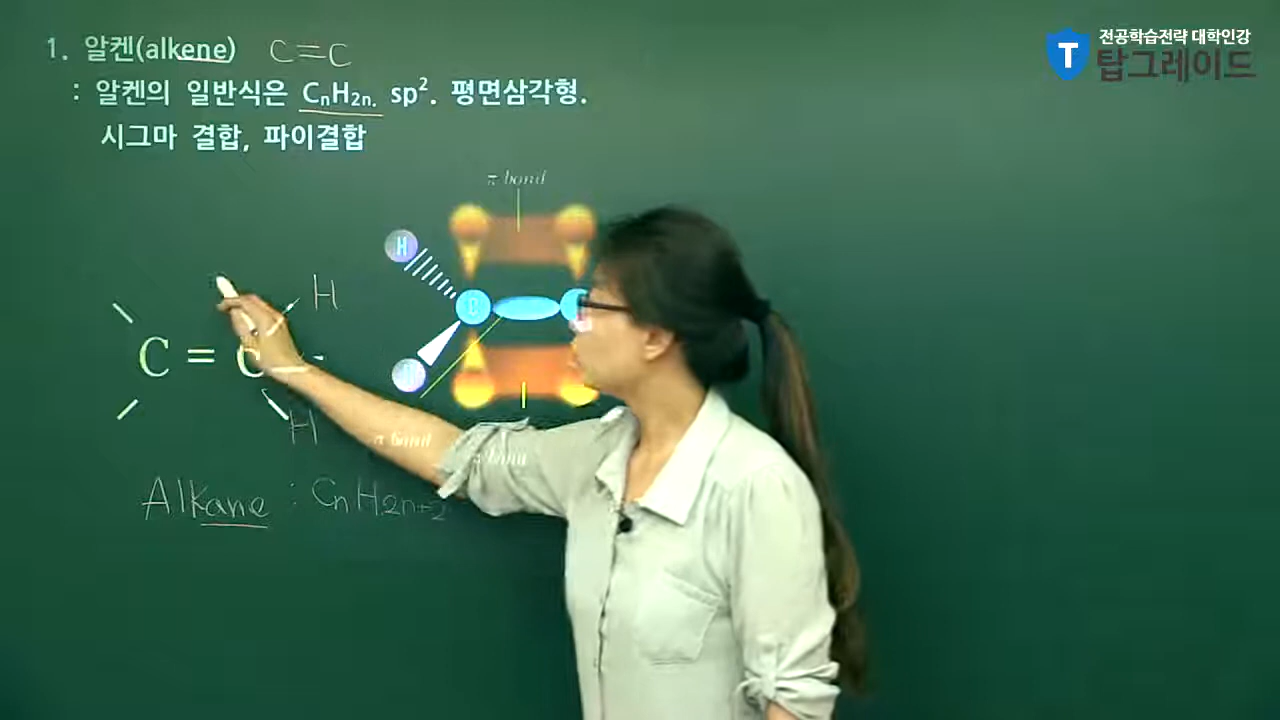 1. 알켄(alkene) C=C
: 알켄의 일반식은 CnH2n. sp². 평면삼각형.
시그마 결합, 파이결합
전공학습전략 대학인강
T 탑그레이드
π bond
H
C
H
C = C
H
π bond
bond
H
Alkane : CnH2n+2